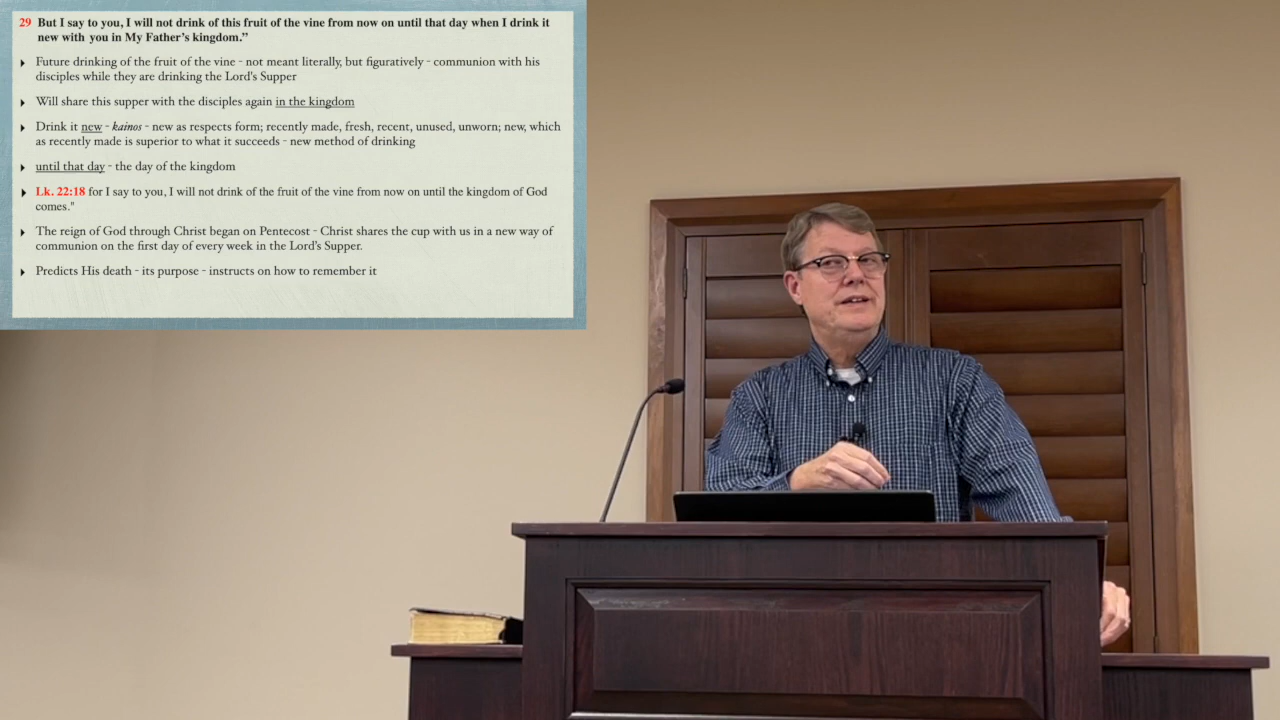 29 But I say to you, I will not drink of this fruit of the vine from now on until that day when I drink it
new with you in My Father's kingdom."
Future drinking of the fruit of the vine - not meant literally, but figuratively - communion with his
disciples while they are drinking the Lord's Supper
Will share this supper with the disciples again in the kingdom
Drink it new - kainos - new as respects form; recently made, fresh, recent, unused, unworn; new, which
as recently made is superior to what it succeeds - new method of drinking
until that day - the day of the kingdom
Lk. 22:18 for I say to you, I will not drink of the fruit of the vine from now on until the kingdom of God
comes."
The reign of God through Christ began on Pentecost - Christ shares the cup with us in a new way of
communion on the first day of every week in the Lord's Supper.
Predicts His death - its purpose - instructs on how to remember it